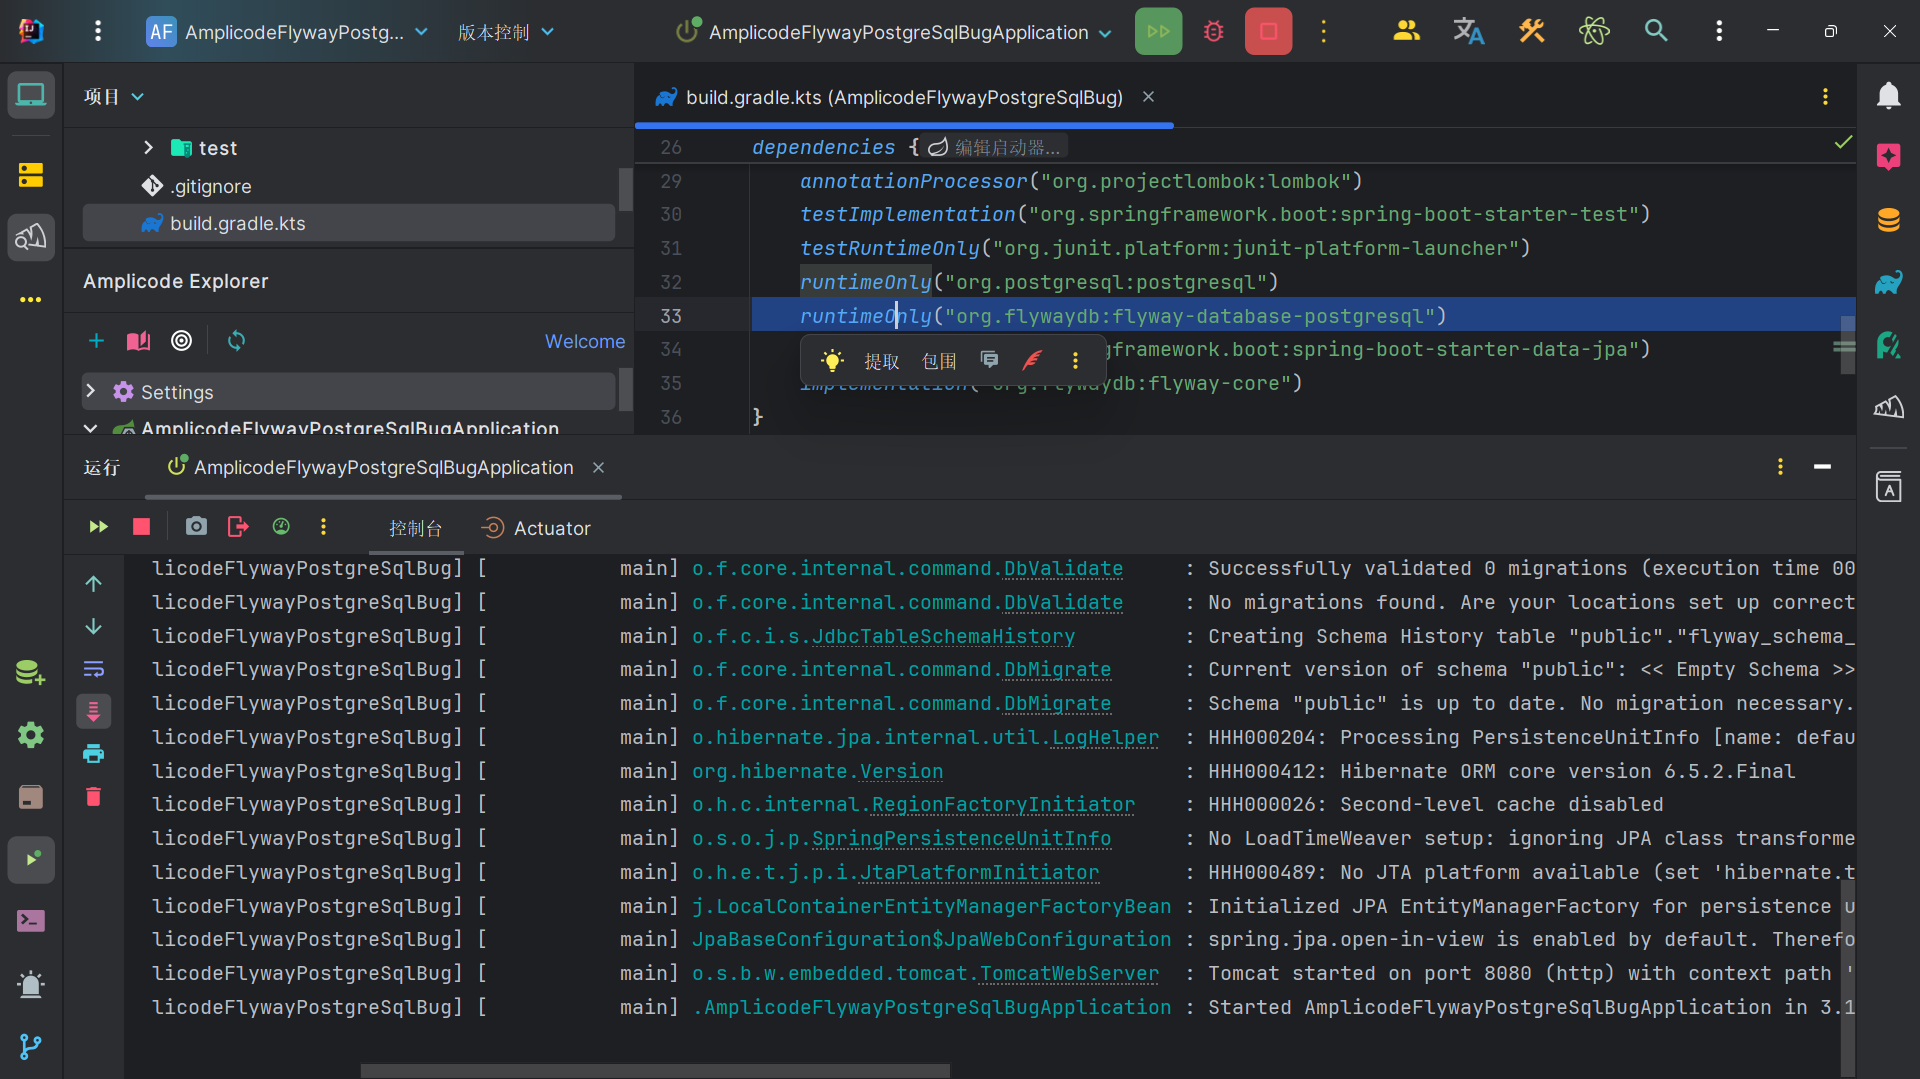 AF AmplicodeFlywayPostg... 版本控制 AmplicodeFlywayPostgreSqlBugApplication
项目
test
.gitignore
build.gradle.kts
Amplicode Explorer
Welcome
Settings
AmplicodeFlywayPostgreSqlBugApplication
build.gradle.kts (AmplicodeFlywayPostgreSqlBug)
26 dependencies { 编辑启动器...
29 annotationProcessor("org.projectlombok:lombok")
30 testImplementation("org.springframework.boot:spring-boot-starter-test")
31 testRuntimeOnly("org.junit.platform:junit-platform-launcher")
32 runtimeOnly("org.postgresql:postgresql")
33 runtimeOnly("org.flywaydb:flyway-database-postgresql")
34 gframework.boot:spring-boot-starter-data-jpa")
提取 包围
35 implementation("org.flywaydb:flyway-core")
36 }
运行 AmplicodeFlywayPostgreSqlBugApplication
控制台 Actuator
licodeFlywayPostgreSqlBug] [ main] o.f.core.internal.command.DbValidate : Successfully validated 0 migrations (execution time 00
licodeFlywayPostgreSqlBug] [ main] o.f.core.internal.command.DbValidate : No migrations found. Are your locations set up correct
licodeFlywayPostgreSqlBug] [ main] o.f.c.i.s.JdbcTableSchemaHistory : Creating Schema History table "public"."flyway_schema_
licodeFlywayPostgreSqlBug] [ main] o.f.core.internal.command.DbMigrate : Current version of schema "public": << Empty Schema >>
licodeFlywayPostgreSqlBug] [ main] o.f.core.internal.command.DbMigrate : Schema "public" is up to date. No migration necessary.
licodeFlywayPostgreSqlBug] [ main] o.hibernate.jpa.internal.util.LogHelper : HHH000204: Processing PersistenceUnitInfo [name: defau
licodeFlywayPostgreSqlBug] [ main] org.hibernate.Version : HHH000412: Hibernate ORM core version 6.5.2.Final
licodeFlywayPostgreSqlBug] [ main] o.h.c.internal.RegionFactoryInitiator : HHH000026: Second-level cache disabled
licodeFlywayPostgreSqlBug] [ main] o.s.o.j.p.SpringPersistenceUnitInfo : No LoadTimeWeaver setup: ignoring JPA class transforme
licodeFlywayPostgreSqlBug] [ main] o.h.e.t.j.p.i.JtaPlatformInitiator : HHH000489: No JTA platform available (set 'hibernate.t
licodeFlywayPostgreSqlBug] [ main] j.LocalContainerEntityManagerFactoryBean : Initialized JPA EntityManagerFactory for persistence u
licodeFlywayPostgreSqlBug] [ main] JpaBaseConfiguration$JpaWebConfiguration : spring.jpa.open-in-view is enabled by default. Therefo
licodeFlywayPostgreSqlBug] [ main] o.s.b.w.embedded.tomcat.TomcatWebServer : Tomcat started on port 8080 (http) with context path '
licodeFlywayPostgreSqlBug] [ main] .AmplicodeFlywayPostgreSqlBugApplication : Started AmplicodeFlywayPostgreSqlBugApplication in 3.1